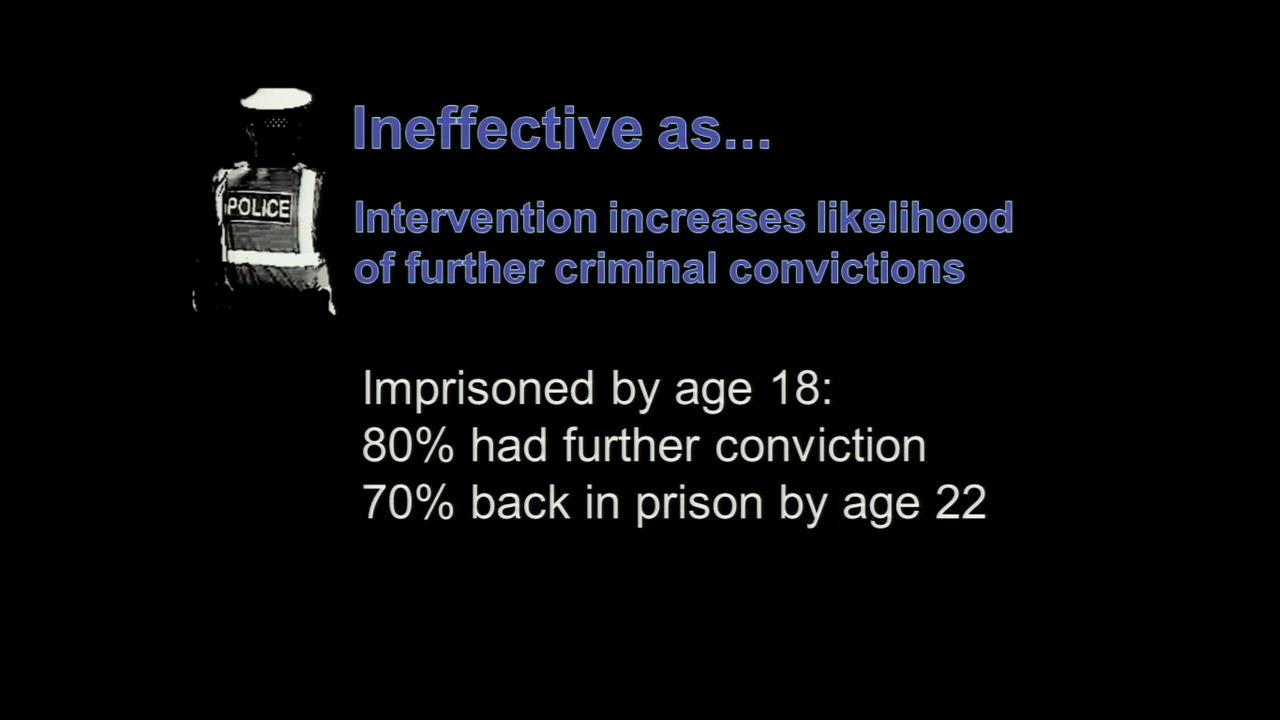 Ineffective as...
POLICE
Intervention increases likelihood
of further criminal convictions
Imprisoned by age 18:
80% had further conviction
70% back in prison by age 22